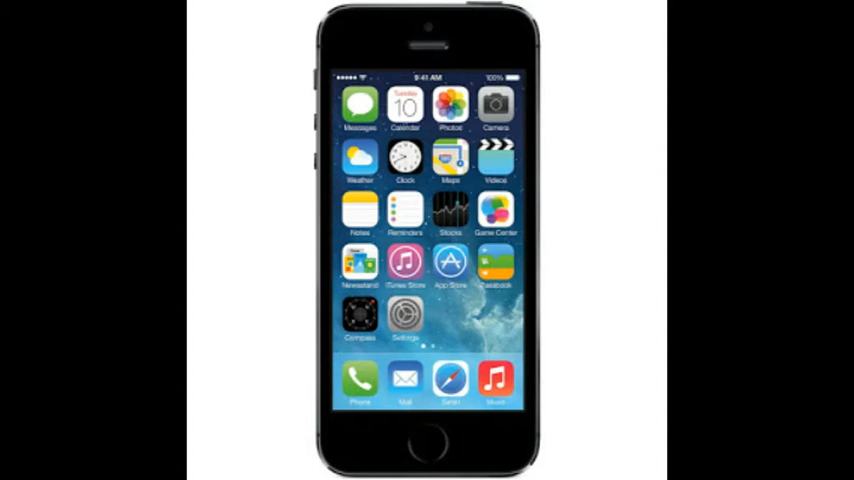 9:41 AM 100%
Tuesday
10
Messages Calendar Photos Camera
Weather Clock Maps Videos
Notes Reminders Stocks Game Center
Newsstand iTunes Store App Store Passbook
Compass Settings
Phone Mail Safari Music